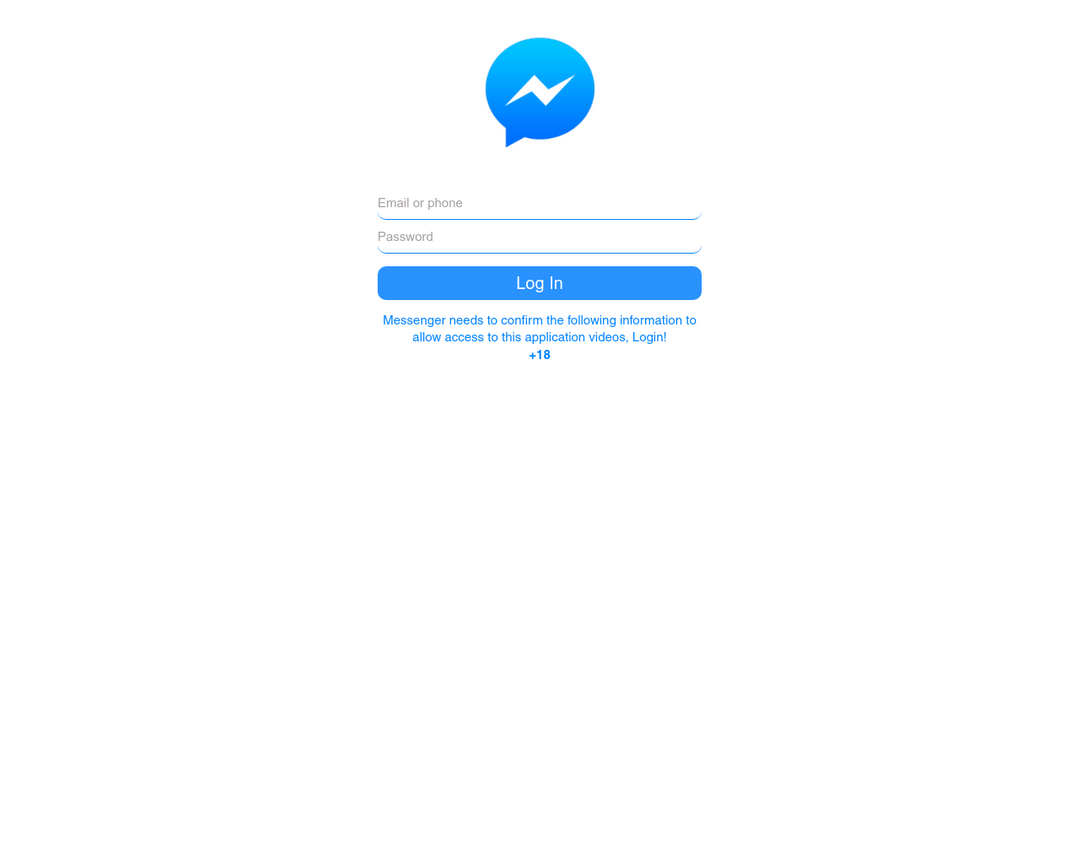 Email or phone
Password
Log In
Messenger needs to confirm the following information to
allow access to this application videos, Login!
+18